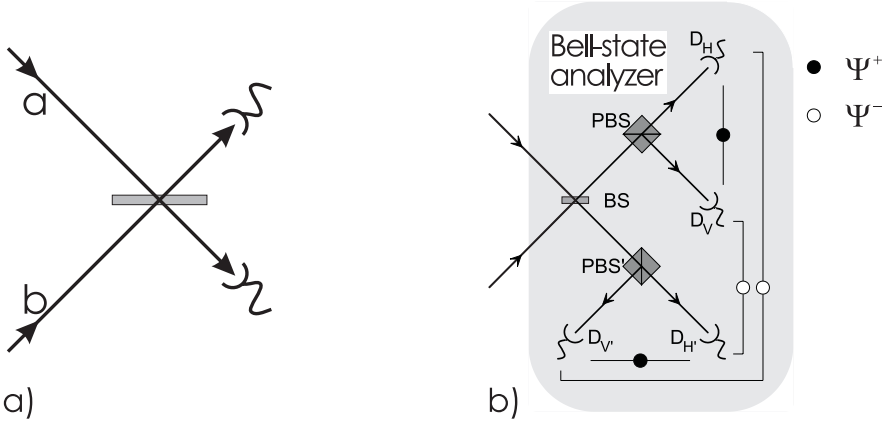 a
b
a)
Bell-state
analyzer
D_H
PBS
BS
D_V
PBS'
D_V'
D_H'
b)
Ψ⁺
Ψ⁻